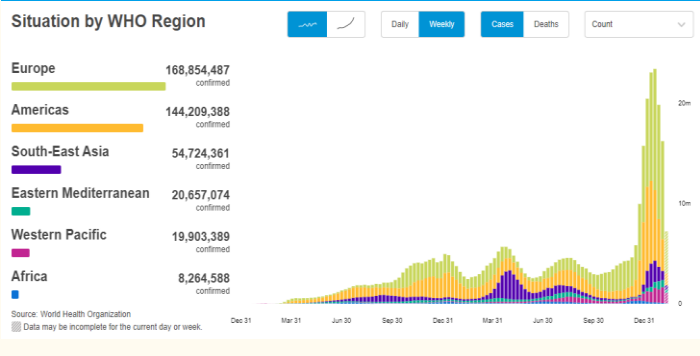 Situation by WHO Region
Daily Weekly Cases Deaths Count
Europe 168,854,487
confirmed
Americas 144,209,388
confirmed
South-East Asia 54,724,361
confirmed
Eastern Mediterranean 20,657,074
confirmed
Western Pacific 19,903,389
confirmed
Africa 8,264,588
confirmed
20m
10m
0
Dec 31 Mar 31 Jun 30 Sep 30 Dec 31 Mar 31 Jun 30 Sep 30 Dec 31
Source: World Health Organization
Data may be incomplete for the current day or week.